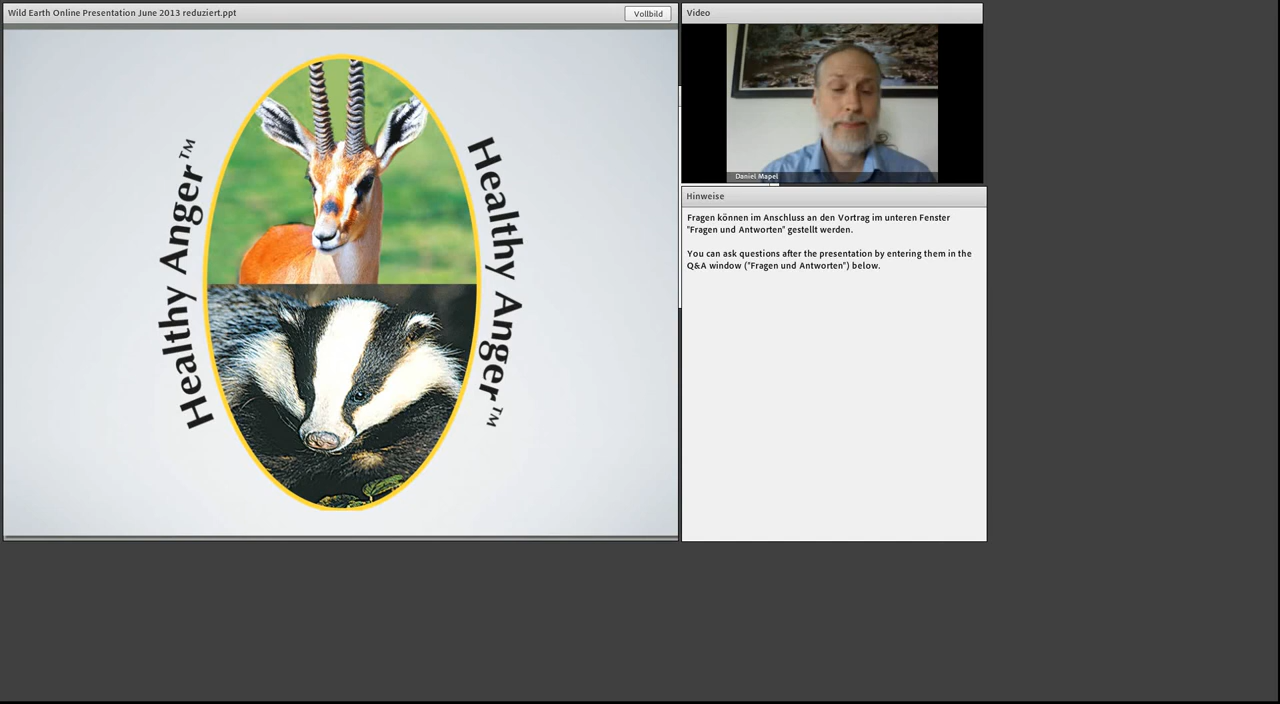 Wild Earth Online Presentation June 2013 reduziert.ppt
Vollbild
Healthy Anger™
Healthy Anger™
Video
Daniel Mapel
Hinweise
Fragen können im Anschluss an den Vortrag im unteren Fenster
"Fragen und Antworten" gestellt werden.
You can ask questions after the presentation by entering them in the
Q&A window ("Fragen und Antworten") below.